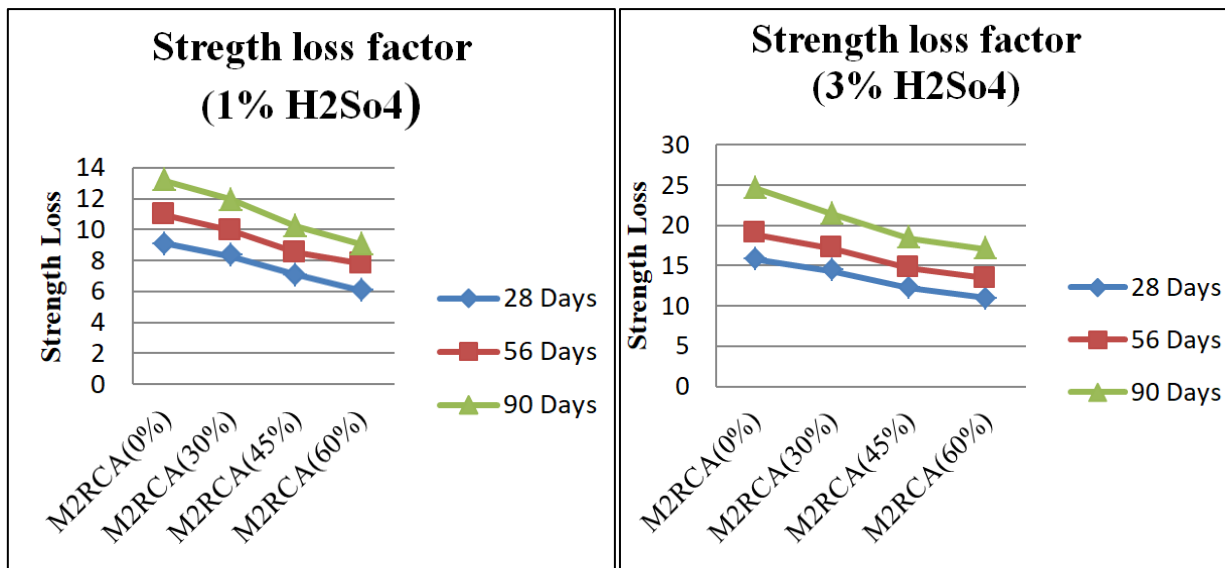 Stregth loss factor
(1% H2So4)
Strength Loss
14
12
10
8
6
4
2
0
M2RCA(0%)
M2RCA(30%)
M2RCA(45%)
M2RCA(60%)
28 Days
56 Days
90 Days
Strength loss factor
(3% H2So4)
Strength Loss
30
25
20
15
10
5
0
M2RCA(0%)
M2RCA(30%)
M2RCA(45%)
M2RCA(60%)
28 Days
56 Days
90 Days